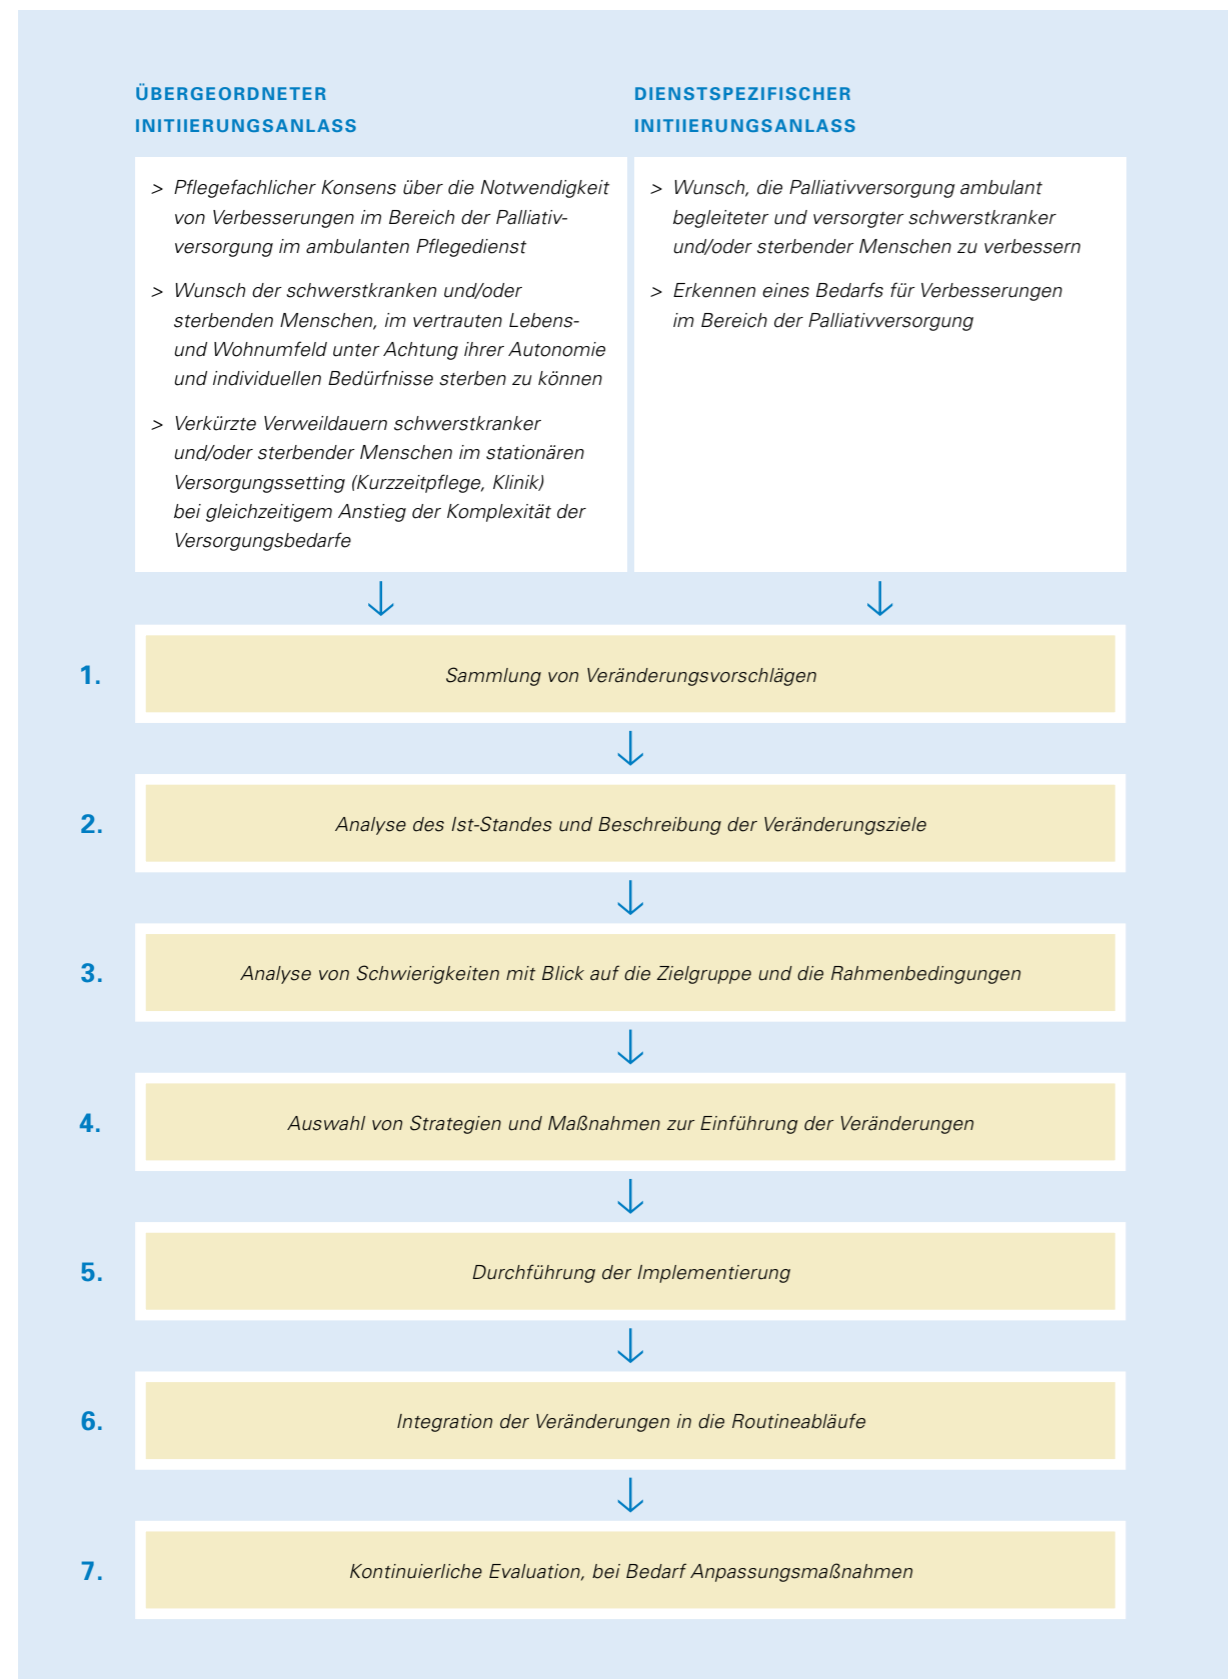 ÜBERGEORDNETER
INITIIERUNGSANLASS
> Pflegefachlicher Konsens über die Notwendigkeit
von Verbesserungen im Bereich der Palliativ-
versorgung im ambulanten Pflegedienst
> Wunsch der schwerstkranken und/oder
sterbenden Menschen, im vertrauten Lebens-
und Wohnumfeld unter Achtung ihrer Autonomie
und individuellen Bedürfnisse sterben zu können
> Verkürzte Verweildauern schwerstkranker
und/oder sterbender Menschen im stationären
Versorgungssetting (Kurzzeitpflege, Klinik)
bei gleichzeitigem Anstieg der Komplexität der
Versorgungsbedarfe
DIENSTSPEZIFISCHER
INITIIERUNGSANLASS
> Wunsch, die Palliativversorgung ambulant
begleiteter und versorgter schwerstkranker
und/oder sterbender Menschen zu verbessern
> Erkennen eines Bedarfs für Verbesserungen
im Bereich der Palliativversorgung
1. Sammlung von Veränderungsvorschlägen
2. Analyse des Ist-Standes und Beschreibung der Veränderungsziele
3. Analyse von Schwierigkeiten mit Blick auf die Zielgruppe und die Rahmenbedingungen
4. Auswahl von Strategien und Maßnahmen zur Einführung der Veränderungen
5. Durchführung der Implementierung
6. Integration der Veränderungen in die Routineabläufe
7. Kontinuierliche Evaluation, bei Bedarf Anpassungsmaßnahmen